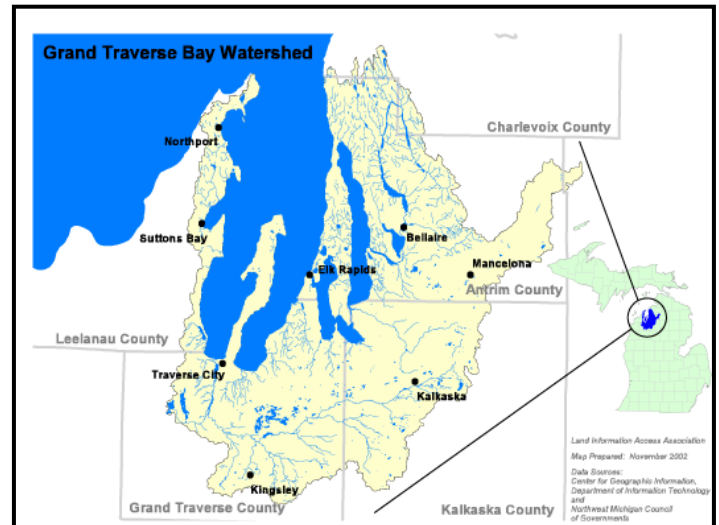 Grand Traverse Bay Watershed
Charlevoix County
Northport
Suttons Bay
Bellaire
Elk Rapids
Mancelona
Antrim County
Leelanau County
Traverse City
Kalkaska
Kingsley
Grand Traverse County
Kalkaska County
Land Information Access Association
Map Prepared: November 2002
Data Sources:
Center for Geographic Information,
Department of Information Technology
and
Northwest Michigan Council
of Governments